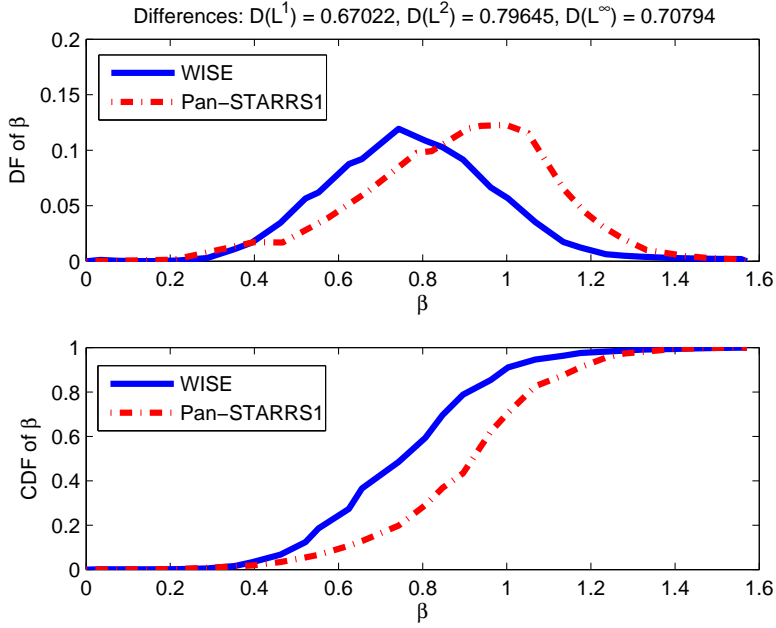 Differences: D(L¹) = 0.67022, D(L²) = 0.79645, D(L∞) = 0.70794
0.2
0.15
0.1
0.05
0
DF of β
WISE
Pan−STARRS1
0 0.2 0.4 0.6 0.8 1 1.2 1.4 1.6
β
1
0.8
0.6
0.4
0.2
0
CDF of β
WISE
Pan−STARRS1
0 0.2 0.4 0.6 0.8 1 1.2 1.4 1.6
β